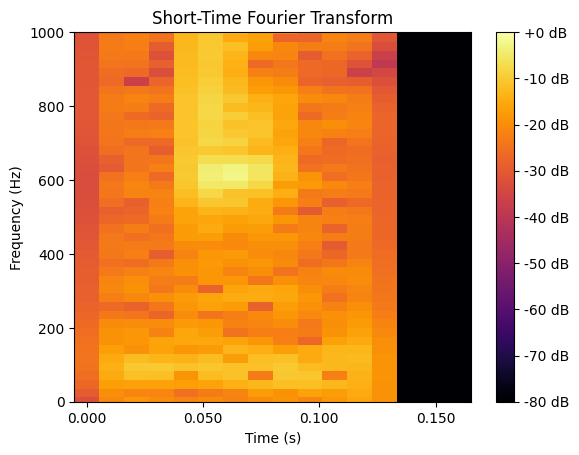 Short-Time Fourier Transform
1000
800
600
400
200
0
Frequency (Hz)
0.000
0.050
0.100
0.150
Time (s)
+0 dB
-10 dB
-20 dB
-30 dB
-40 dB
-50 dB
-60 dB
-70 dB
-80 dB